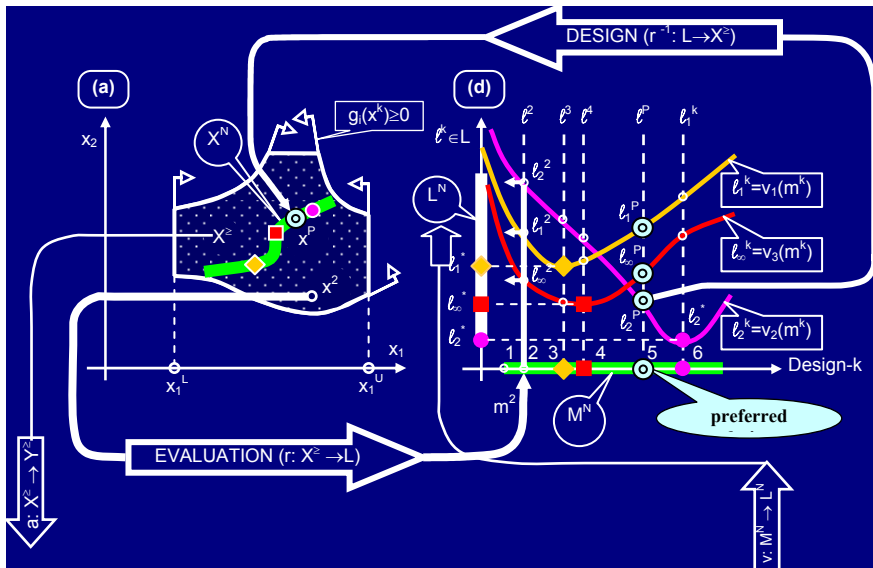 DESIGN (r⁻¹: L→X≥)
(a)
(d)
x₂
gᵢ(xᵏ)≥0
Xᴺ
X≥
xᴾ
x²
x₁
x₁ᴸ
x₁ᵁ
ℓᵏ∈L
ℓ²
ℓ³
ℓ⁴
ℓᴾ
ℓ₁ᵏ
Lᴺ
ℓ₂²
ℓ₁²
ℓ∞²
ℓ₁ᴾ
ℓ∞ᴾ
ℓ₂ᴾ
ℓ₁*
ℓ∞*
ℓ₂*
ℓ₂*
ℓ₁ᵏ=v₁(mᵏ)
ℓ∞ᵏ=v₃(mᵏ)
ℓ₂ᵏ=v₂(mᵏ)
1 2 3 4 5 6
Design-k
m²
Mᴺ
preferred
EVALUATION (r: X≥→L)
a: X≥ → Y≥
v: Mᴺ → Lᴺ